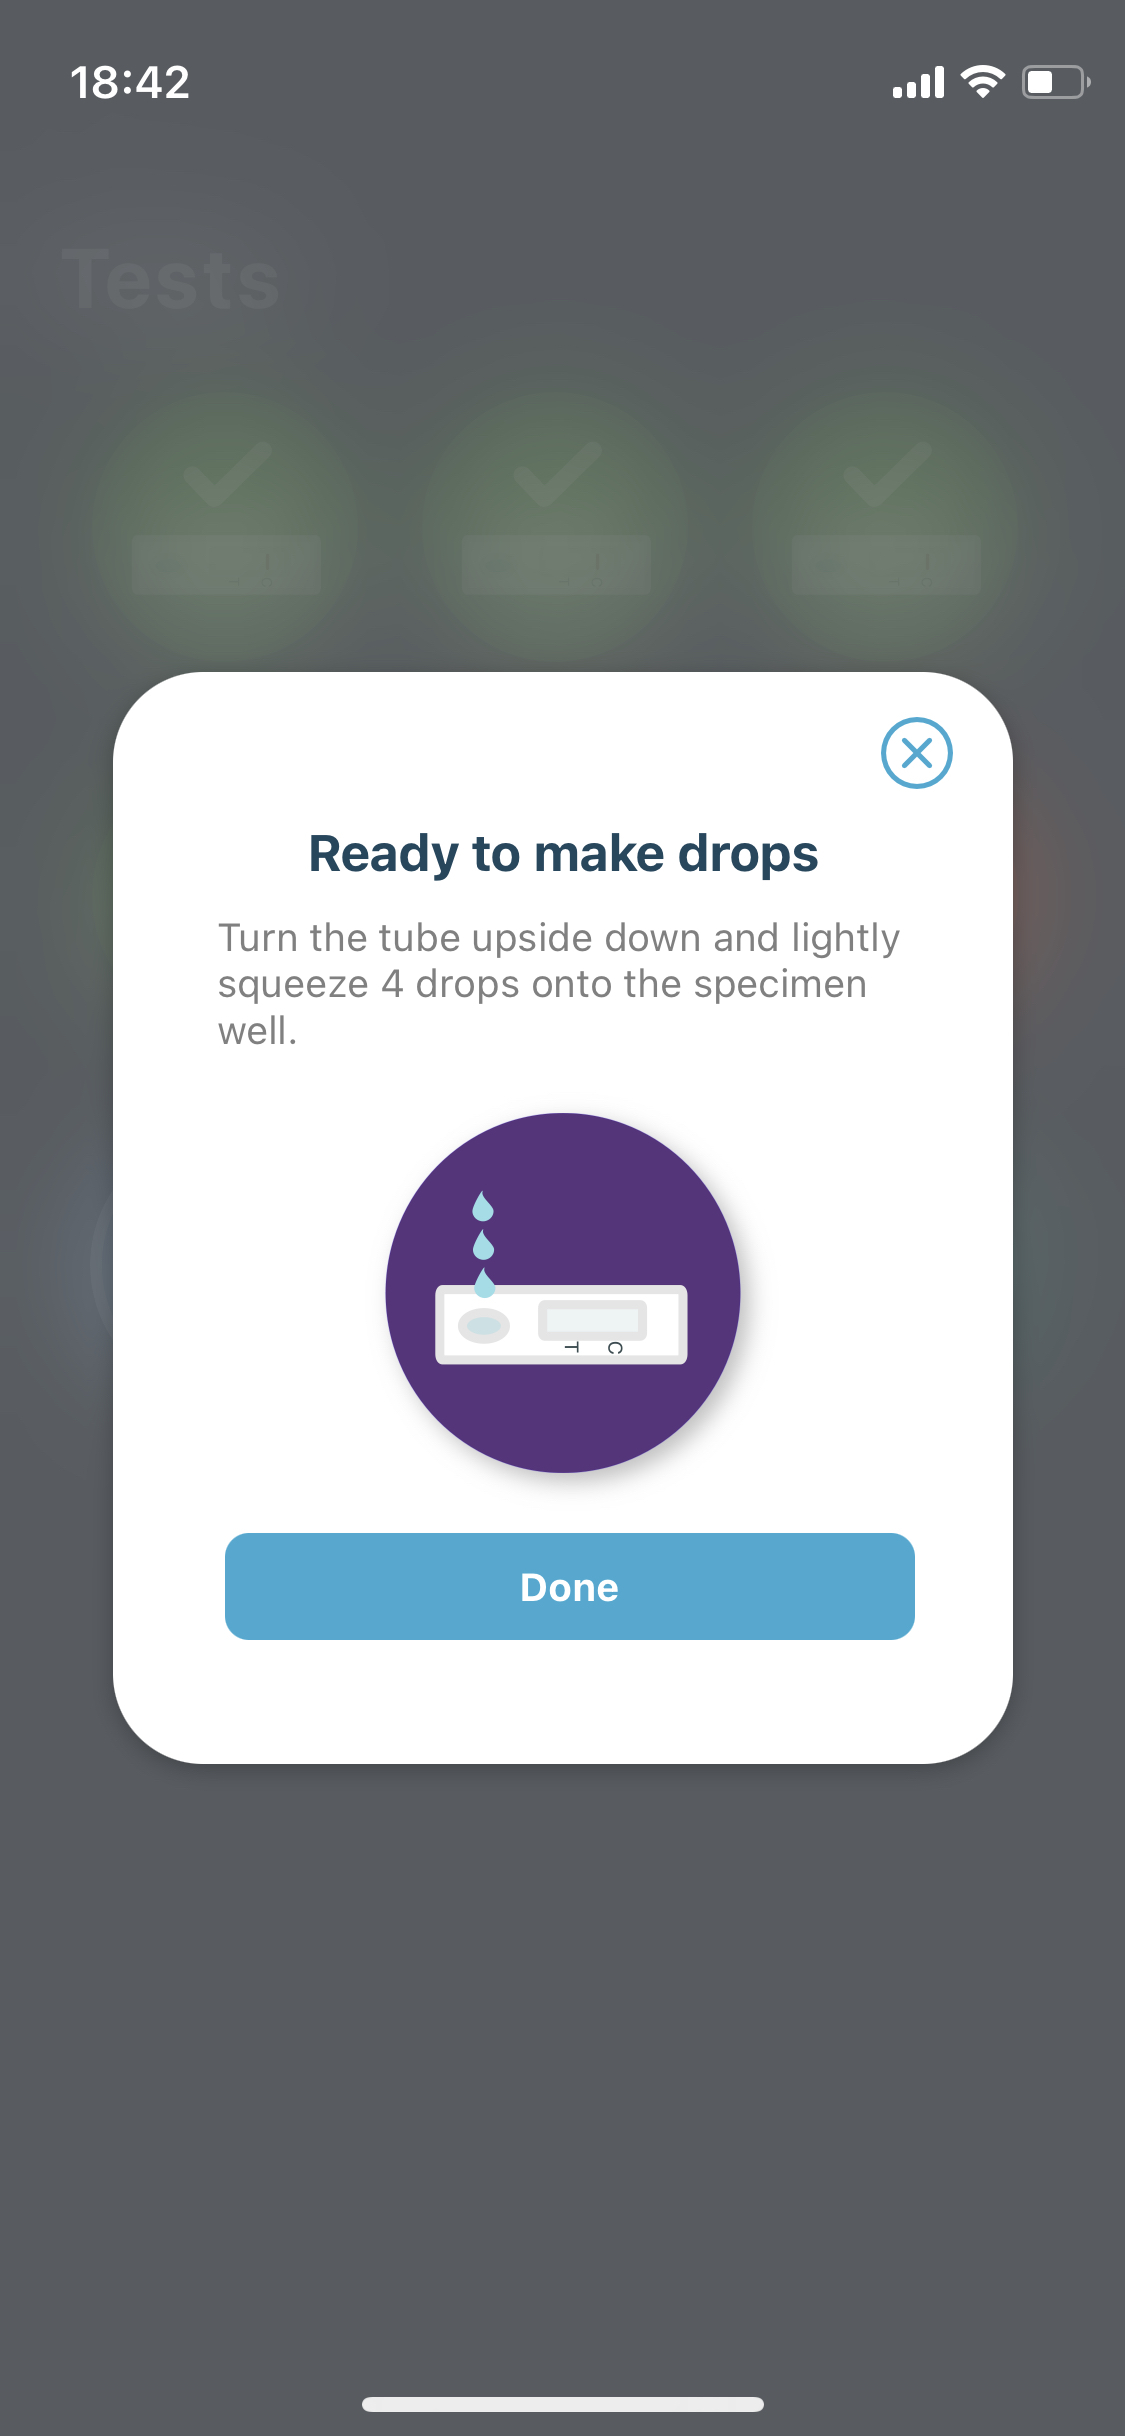 18:42
Tests
T C
T C
T C
Ready to make drops
Turn the tube upside down and lightly
squeeze 4 drops onto the specimen
well.
T C
Done